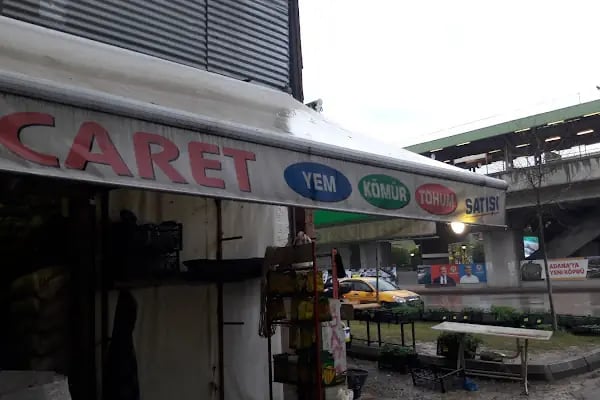 CARET YEM KÖMÜR TOHUM SATIŞI
ADANA'YA
YENİ KÖPRÜ